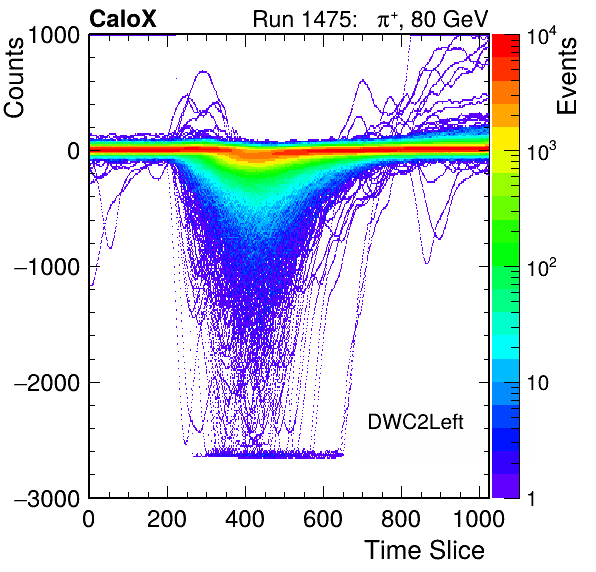 CaloX Run 1475: π⁺, 80 GeV
Counts
Events
1000
0
−1000
−2000
−3000
0 200 400 600 800 1000
Time Slice
DWC2Left
10⁴
10³
10²
10
1